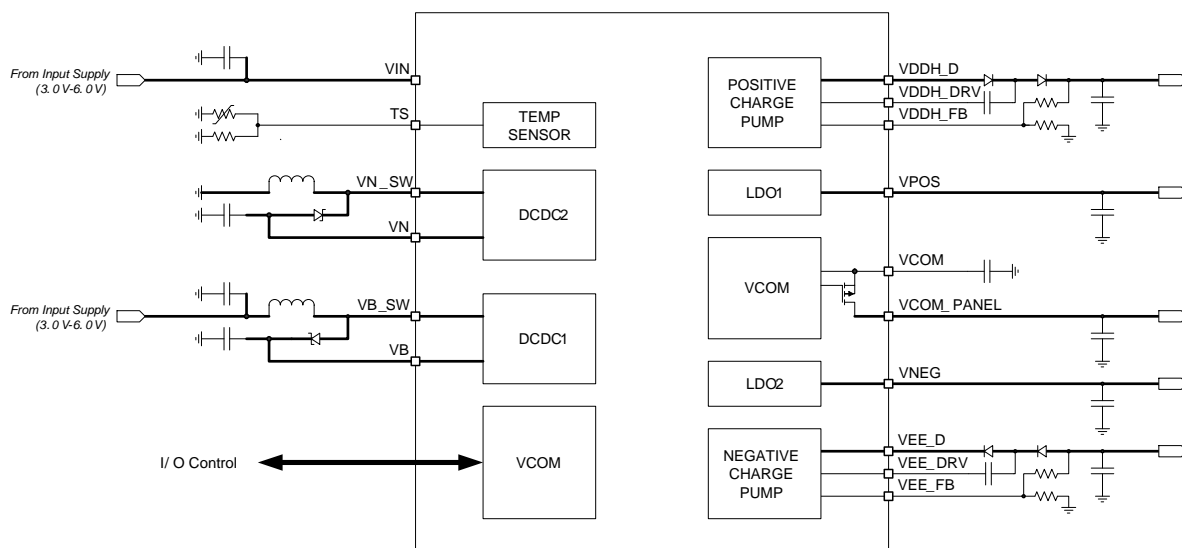 From Input Supply
(3.0V-6.0V)
VIN
TS
TEMP
SENSOR
VN_SW
VN
DCDC2
From Input Supply
(3.0V-6.0V)
VB_SW
VB
DCDC1
I/O Control
VCOM
POSITIVE
CHARGE
PUMP
VDDH_D
VDDH_DRV
VDDH_FB
LDO1
VPOS
VCOM
VCOM
VCOM_PANEL
LDO2
VNEG
NEGATIVE
CHARGE
PUMP
VEE_D
VEE_DRV
VEE_FB